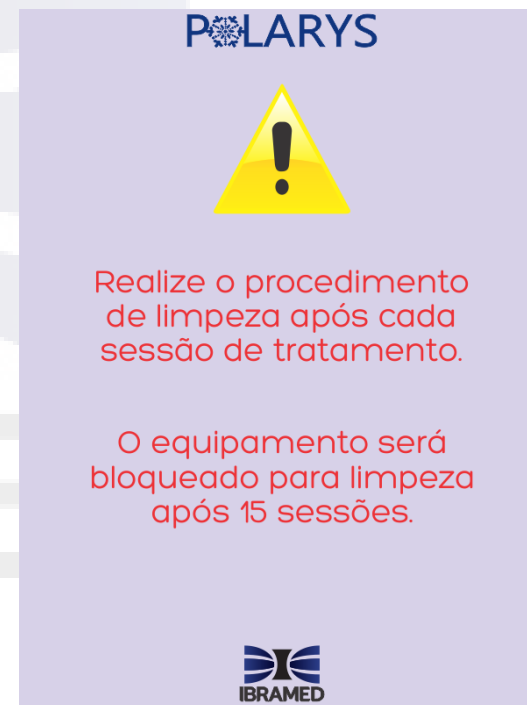 POLARYS
!
Realize o procedimento
de limpeza após cada
sessão de tratamento.
O equipamento será
bloqueado para limpeza
após 15 sessões.
IBRAMED